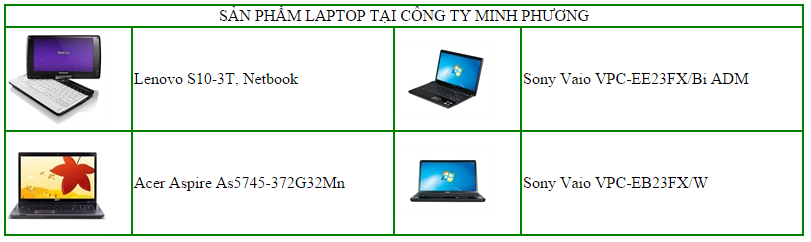 SẢN PHẨM LAPTOP TẠI CÔNG TY MINH PHƯƠNG
Lenovo S10-3T, Netbook
Sony Vaio VPC-EE23FX/Bi ADM
Acer Aspire As5745-372G32Mn
Sony Vaio VPC-EB23FX/W